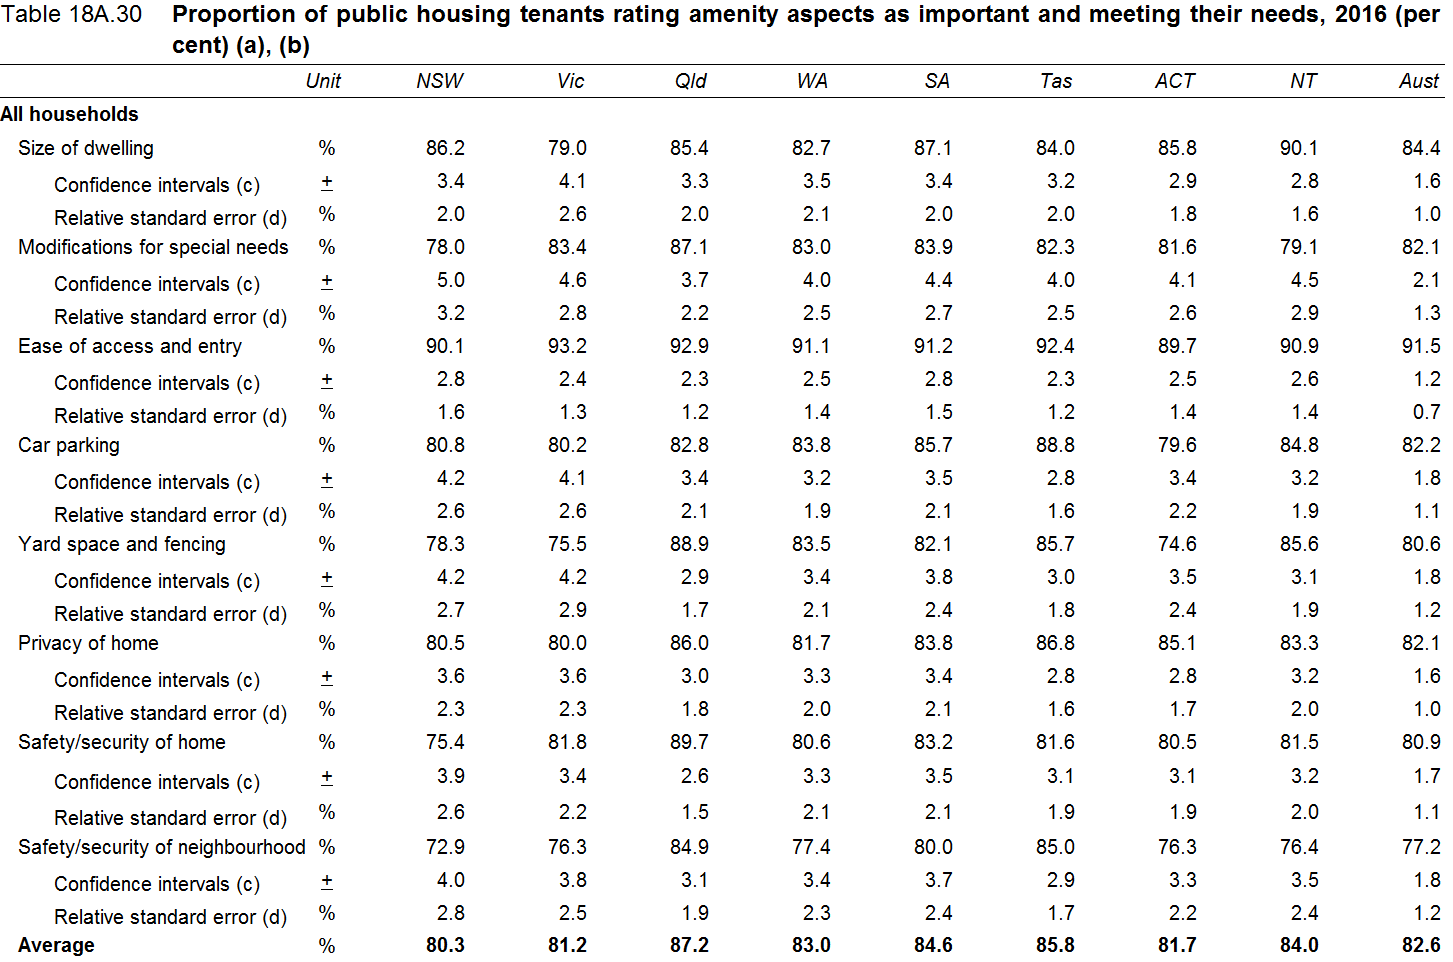 Table 18A.30 Proportion of public housing tenants rating amenity aspects as important and meeting their needs, 2016 (per
cent) (a), (b)
Unit NSW Vic Qld WA SA Tas ACT NT Aust
All households
Size of dwelling % 86.2 79.0 85.4 82.7 87.1 84.0 85.8 90.1 84.4
Confidence intervals (c) ± 3.4 4.1 3.3 3.5 3.4 3.2 2.9 2.8 1.6
Relative standard error (d) % 2.0 2.6 2.0 2.1 2.0 2.0 1.8 1.6 1.0
Modifications for special needs % 78.0 83.4 87.1 83.0 83.9 82.3 81.6 79.1 82.1
Confidence intervals (c) ± 5.0 4.6 3.7 4.0 4.4 4.0 4.1 4.5 2.1
Relative standard error (d) % 3.2 2.8 2.2 2.5 2.7 2.5 2.6 2.9 1.3
Ease of access and entry % 90.1 93.2 92.9 91.1 91.2 92.4 89.7 90.9 91.5
Confidence intervals (c) ± 2.8 2.4 2.3 2.5 2.8 2.3 2.5 2.6 1.2
Relative standard error (d) % 1.6 1.3 1.2 1.4 1.5 1.2 1.4 1.4 0.7
Car parking % 80.8 80.2 82.8 83.8 85.7 88.8 79.6 84.8 82.2
Confidence intervals (c) ± 4.2 4.1 3.4 3.2 3.5 2.8 3.4 3.2 1.8
Relative standard error (d) % 2.6 2.6 2.1 1.9 2.1 1.6 2.2 1.9 1.1
Yard space and fencing % 78.3 75.5 88.9 83.5 82.1 85.7 74.6 85.6 80.6
Confidence intervals (c) ± 4.2 4.2 2.9 3.4 3.8 3.0 3.5 3.1 1.8
Relative standard error (d) % 2.7 2.9 1.7 2.1 2.4 1.8 2.4 1.9 1.2
Privacy of home % 80.5 80.0 86.0 81.7 83.8 86.8 85.1 83.3 82.1
Confidence intervals (c) ± 3.6 3.6 3.0 3.3 3.4 2.8 2.8 3.2 1.6
Relative standard error (d) % 2.3 2.3 1.8 2.0 2.1 1.6 1.7 2.0 1.0
Safety/security of home % 75.4 81.8 89.7 80.6 83.2 81.6 80.5 81.5 80.9
Confidence intervals (c) ± 3.9 3.4 2.6 3.3 3.5 3.1 3.1 3.2 1.7
Relative standard error (d) % 2.6 2.2 1.5 2.1 2.1 1.9 1.9 2.0 1.1
Safety/security of neighbourhood % 72.9 76.3 84.9 77.4 80.0 85.0 76.3 76.4 77.2
Confidence intervals (c) ± 4.0 3.8 3.1 3.4 3.7 2.9 3.3 3.5 1.8
Relative standard error (d) % 2.8 2.5 1.9 2.3 2.4 1.7 2.2 2.4 1.2
Average % 80.3 81.2 87.2 83.0 84.6 85.8 81.7 84.0 82.6